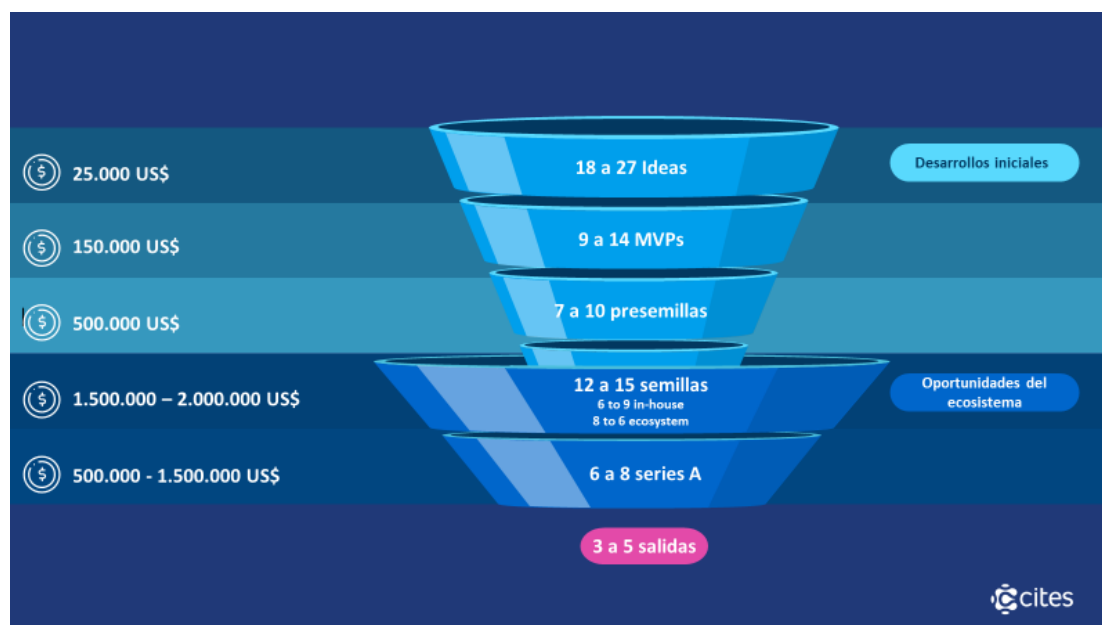 25.000 US$
18 a 27 Ideas
Desarrollos iniciales
150.000 US$
9 a 14 MVPs
500.000 US$
7 a 10 presemillas
1.500.000 – 2.000.000 US$
12 a 15 semillas
6 to 9 in-house
8 to 6 ecosystem
Oportunidades del
ecosistema
500.000 - 1.500.000 US$
6 a 8 series A
3 a 5 salidas
cites